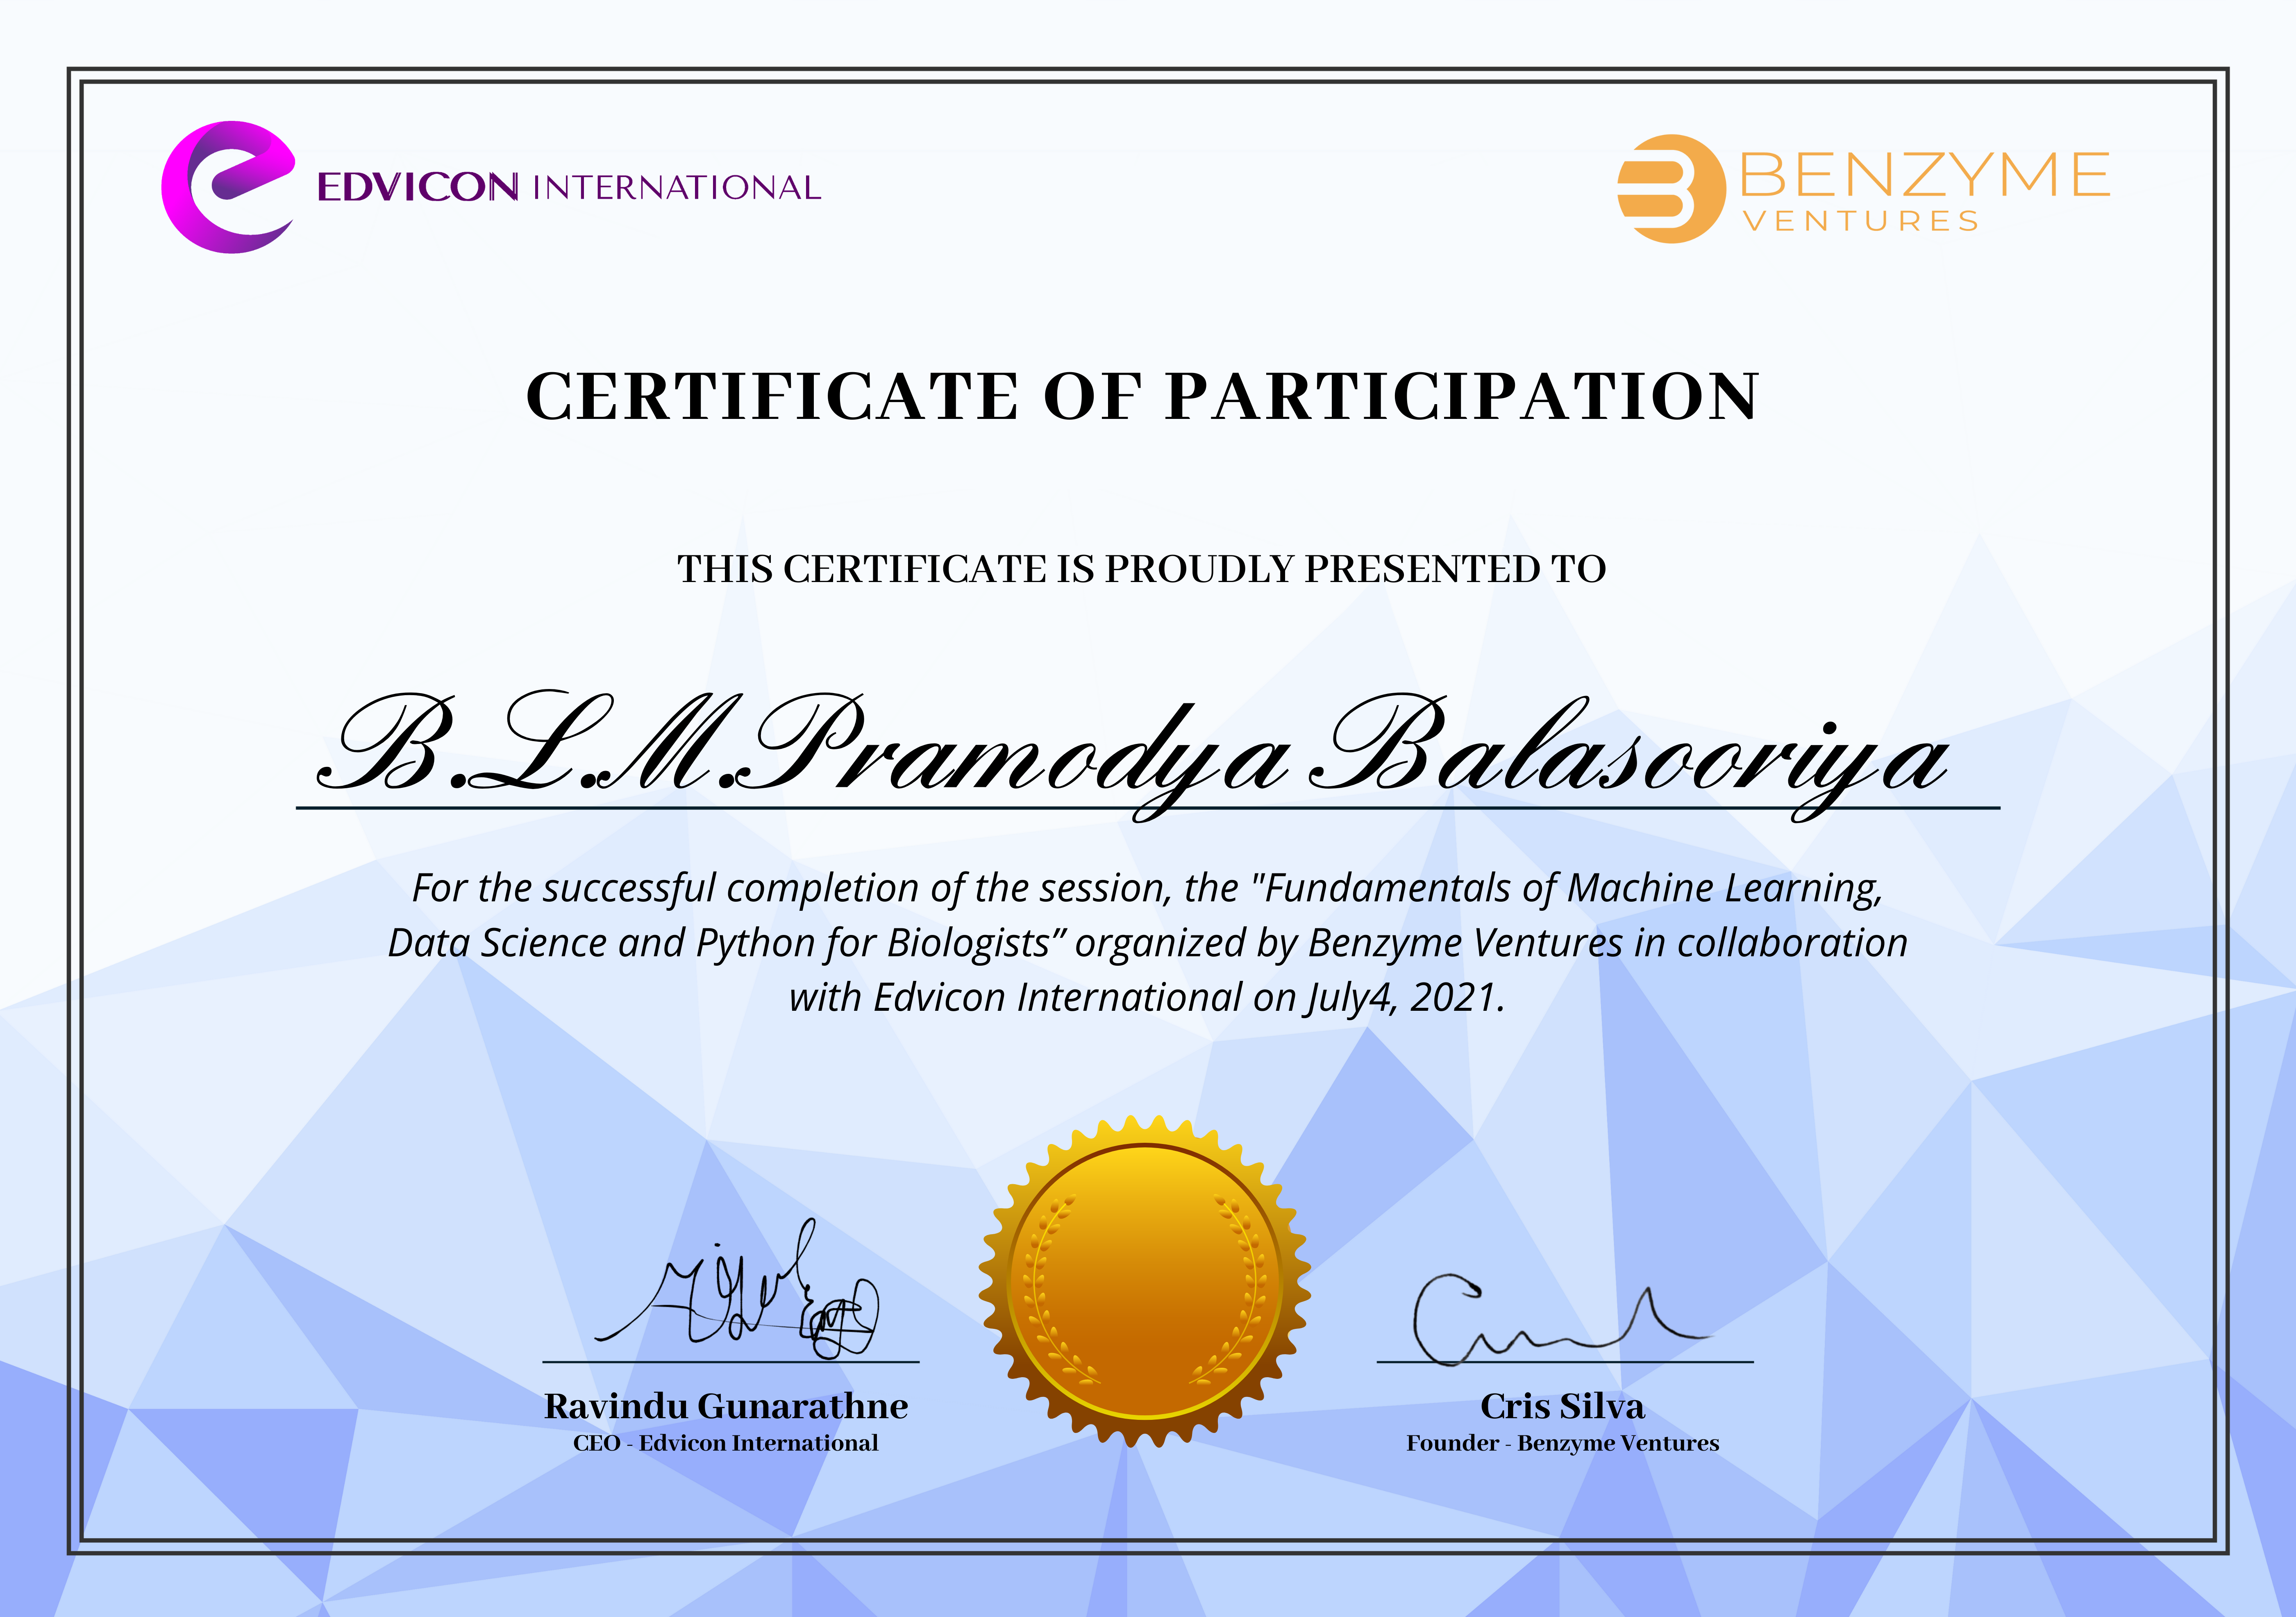 EDVICON INTERNATIONAL
BENZYME
VENTURES
CERTIFICATE OF PARTICIPATION
THIS CERTIFICATE IS PROUDLY PRESENTED TO
B.L.M.Pramodya Balasooriya
For the successful completion of the session, the "Fundamentals of Machine Learning,
Data Science and Python for Biologists” organized by Benzyme Ventures in collaboration
with Edvicon International on July4, 2021.
Ravindu Gunarathne
CEO - Edvicon International
Cris Silva
Founder - Benzyme Ventures